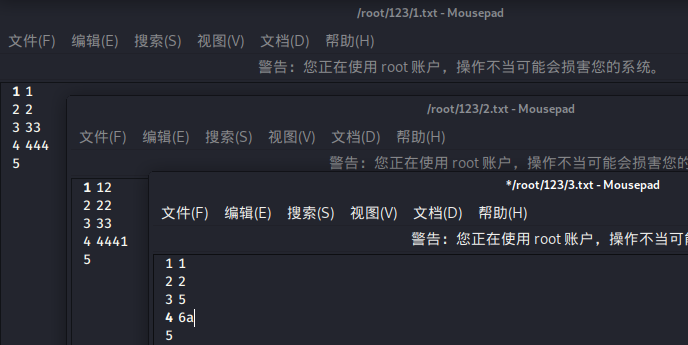 /root/123/1.txt - Mousepad
文件(F) 编辑(E) 搜索(S) 视图(V) 文档(D) 帮助(H)
警告：您正在使用 root 账户，操作不当可能会损害您的系统。
1 1
2 2
3 33
4 444
5
/root/123/2.txt - Mousepad
文件(F) 编辑(E) 搜索(S) 视图(V) 文档(D) 帮助(H)
警告：您正在使用 root 账户，操作不当可能会损害您的
1 12
2 22
3 33
4 4441
5
*/root/123/3.txt - Mousepad
文件(F) 编辑(E) 搜索(S) 视图(V) 文档(D) 帮助(H)
警告：您正在使用 root 账户，操作不当可能
1 1
2 2
3 5
4 6a
5